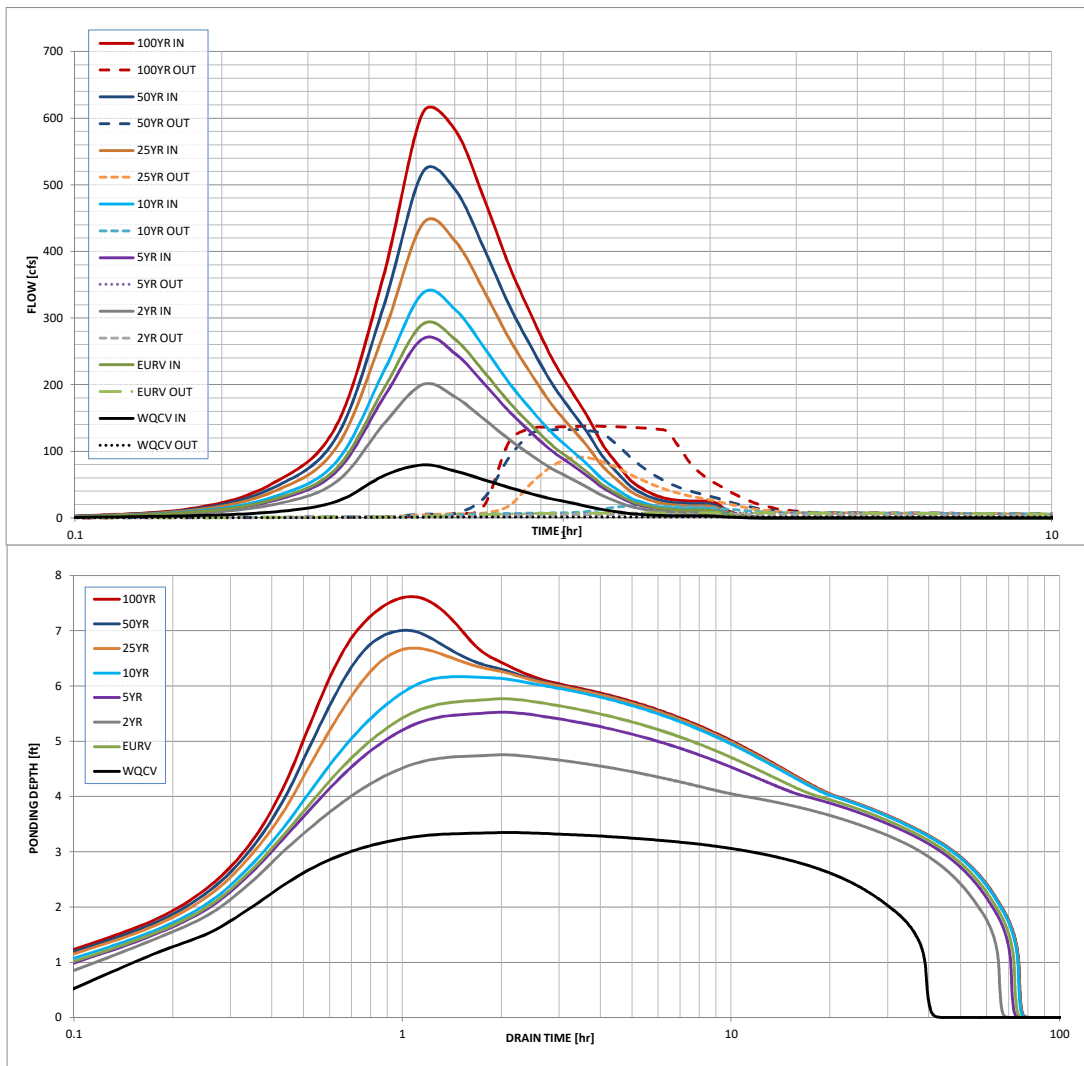 700
600
500
400
300
200
100
0
FLOW [cfs]
0.1
1
10
TIME [hr]
100YR IN
100YR OUT
50YR IN
50YR OUT
25YR IN
25YR OUT
10YR IN
10YR OUT
5YR IN
5YR OUT
2YR IN
2YR OUT
EURV IN
EURV OUT
WQCV IN
WQCV OUT
8
7
6
5
4
3
2
1
0
PONDING DEPTH [ft]
0.1
1
10
100
DRAIN TIME [hr]
100YR
50YR
25YR
10YR
5YR
2YR
EURV
WQCV